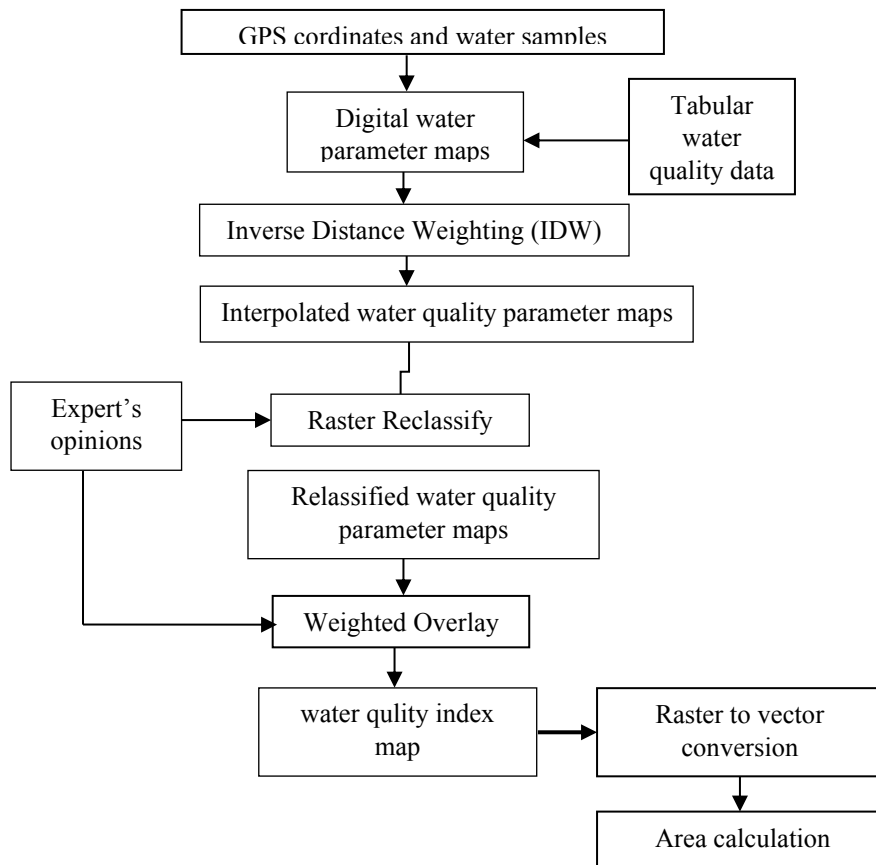 GPS cordinates and water samples
Digital water
parameter maps
Tabular
water
quality data
Inverse Distance Weighting (IDW)
Interpolated water quality parameter maps
Expert’s
opinions
Raster Reclassify
Relassified water quality
parameter maps
Weighted Overlay
water qulity index
map
Raster to vector
conversion
Area calculation